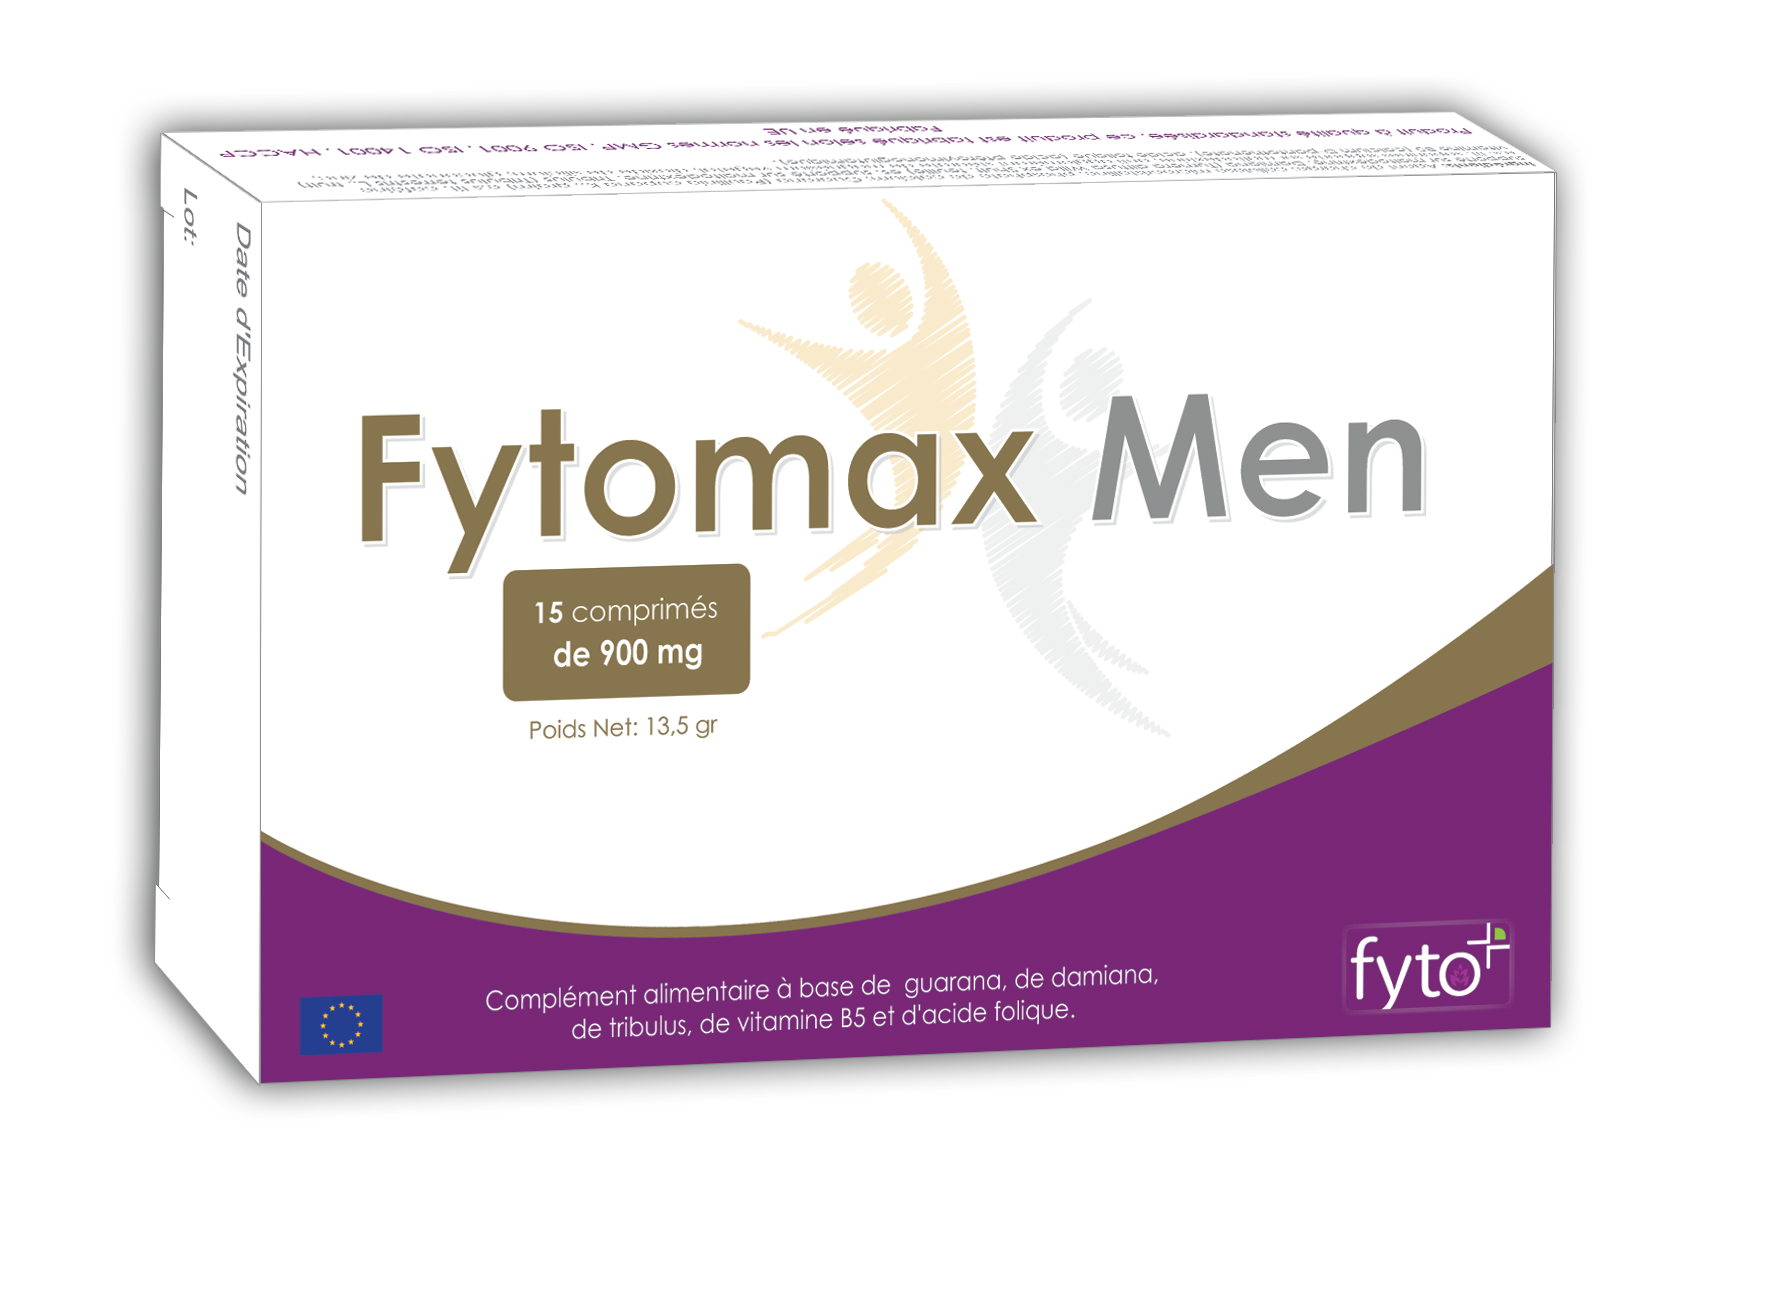 Produit à qualité standardisée, ce produit est fabriqué selon les normes GMP, ISO 9001, ISO 14001, HACCP
Fabriqué en UE
Lot:
Date d'Expiration
Fytomax Men
15 comprimés
de 900 mg
Poids Net: 13,5 gr
Complément alimentaire à base de guarana, de damiana,
de tribulus, de vitamine B5 et d'acide folique.
fyto